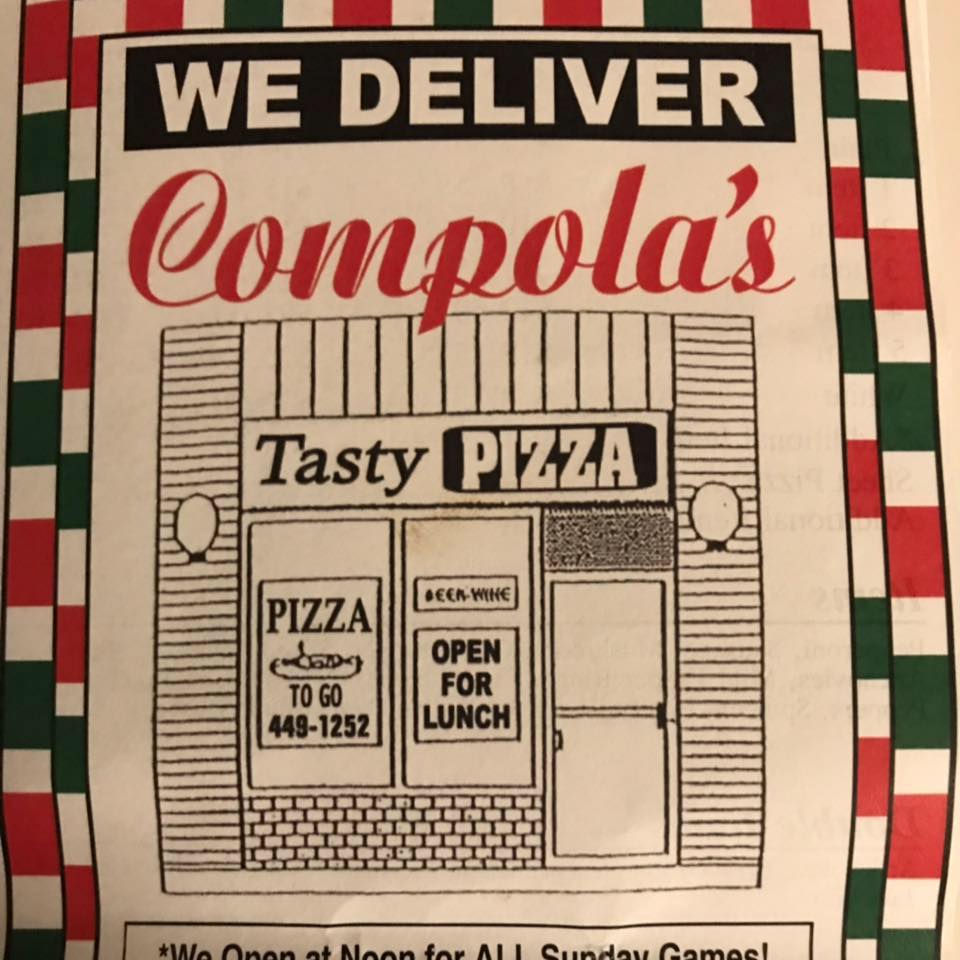 WE DELIVER
Compola's
Tasty PIZZA
PIZZA
TO GO
449-1252
BEER-WINE
OPEN
FOR
LUNCH
*We Open at Noon for ALL Sunday Games!